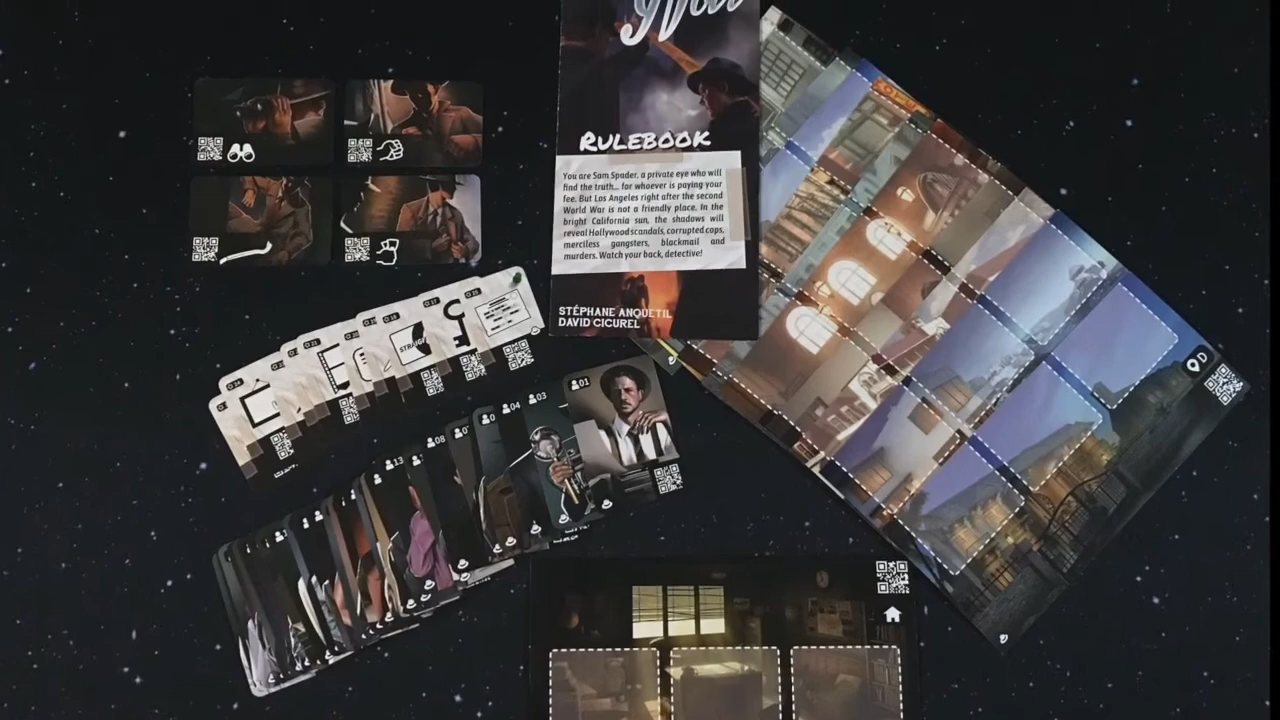 Noir
RULEBOOK
You are Sam Spader, a private eye who will
find the truth... for whoever is paying your
fee. But Los Angeles right after the second
World War is not a friendly place. In the
bright California sun, the shadows will
reveal Hollywood scandals, corrupted cops,
merciless gangsters, blackmail and
murders. Watch your back, detective!
STÉPHANE ANQUETIL
DAVID CICUREL
D
01
03
04
08
13